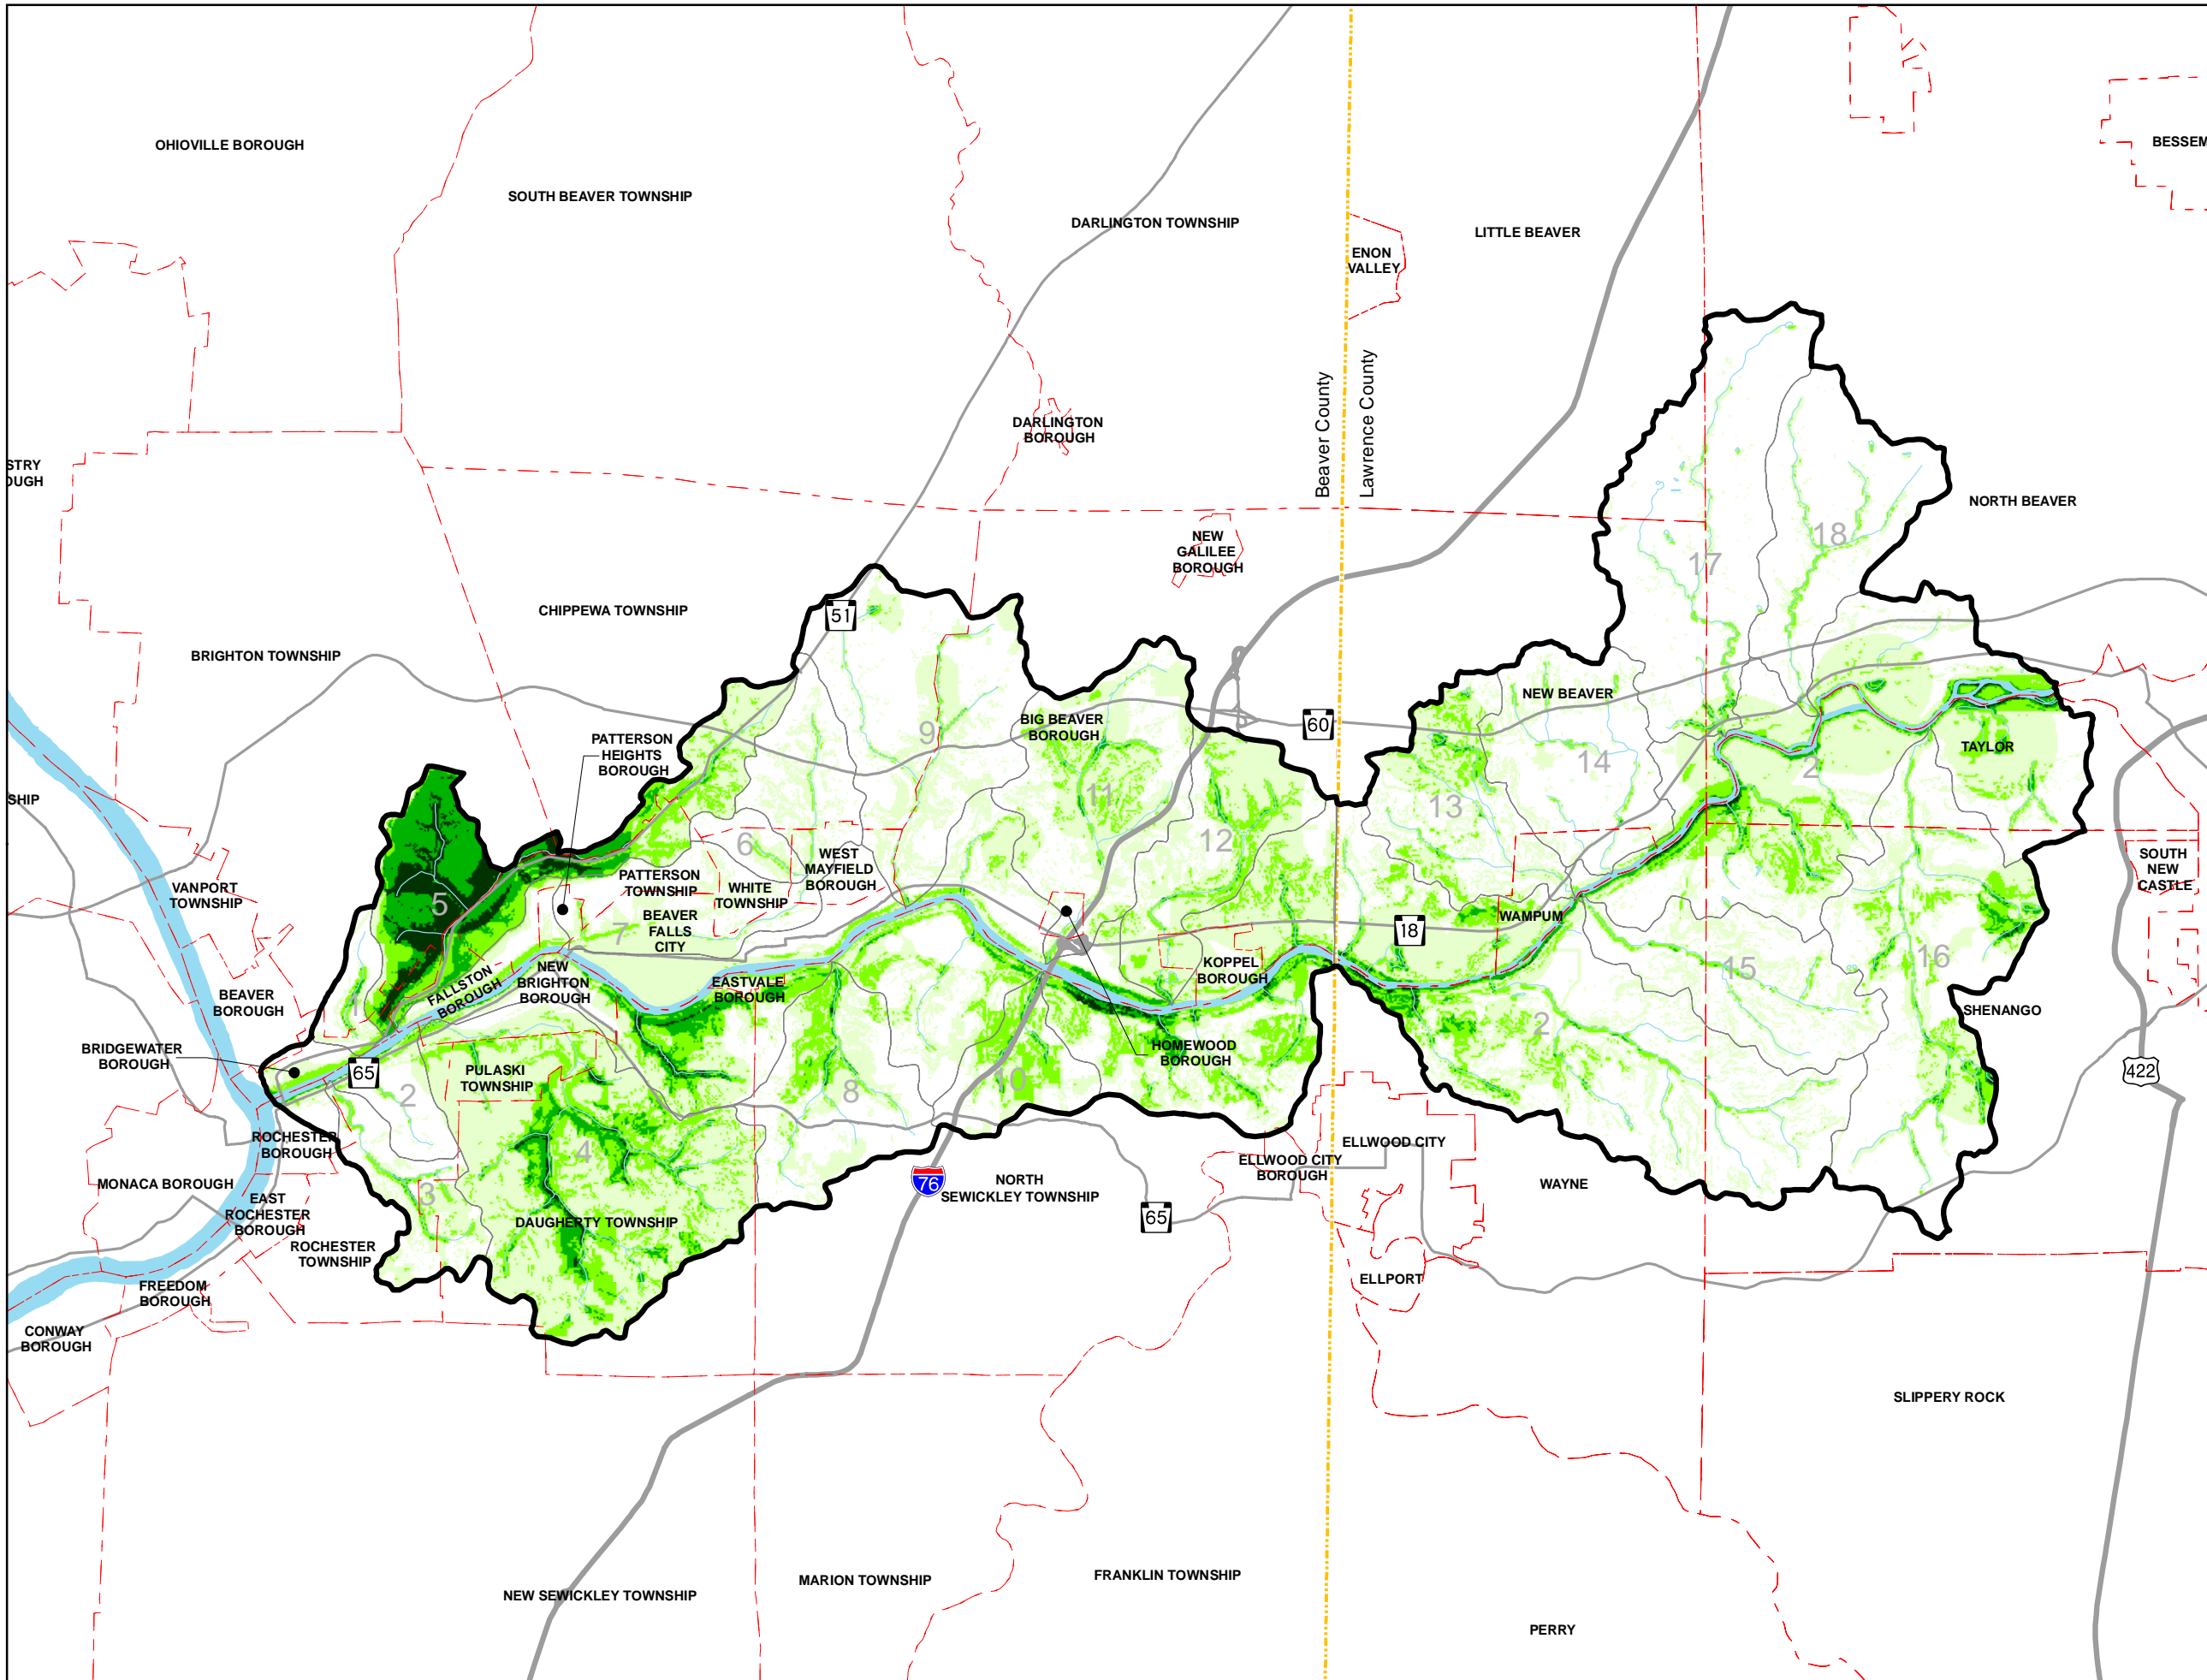 OHIOVILLE BOROUGH
SOUTH BEAVER TOWNSHIP
DARLINGTON TOWNSHIP
LITTLE BEAVER
BESSEM
ENON
VALLEY
DARLINGTON
BOROUGH
Beaver County
Lawrence County
STRY
OUGH
NORTH BEAVER
NEW
GALILEE
BOROUGH
18
17
CHIPPEWA TOWNSHIP
51
BRIGHTON TOWNSHIP
NEW BEAVER
9
BIG BEAVER
BOROUGH
60
PATTERSON
HEIGHTS
BOROUGH
TAYLOR
14
2
11
13
SHIP
12
6
WEST
MAYFIELD
BOROUGH
SOUTH
NEW
CASTLE
PATTERSON
TOWNSHIP
WHITE
TOWNSHIP
VANPORT
TOWNSHIP
5
BEAVER
FALLS
CITY
7
WAMPUM
18
16
15
KOPPEL
BOROUGH
NEW
BRIGHTON
BOROUGH
FALLSTON
BOROUGH
EASTVALE
BOROUGH
BEAVER
BOROUGH
1
SHENANGO
2
BRIDGEWATER
BOROUGH
HOMEWOOD
BOROUGH
65
PULASKI
TOWNSHIP
422
10
8
2
ROCHESTER
BOROUGH
4
ELLWOOD CITY
ELLWOOD CITY
BOROUGH
MONACA BOROUGH
76
NORTH
SEWICKLEY TOWNSHIP
WAYNE
3
EAST
ROCHESTER
BOROUGH
DAUGHERTY TOWNSHIP
65
ROCHESTER
TOWNSHIP
ELLPORT
FREEDOM
BOROUGH
CONWAY
BOROUGH
SLIPPERY ROCK
NEW SEWICKLEY TOWNSHIP
MARION TOWNSHIP
FRANKLIN TOWNSHIP
PERRY